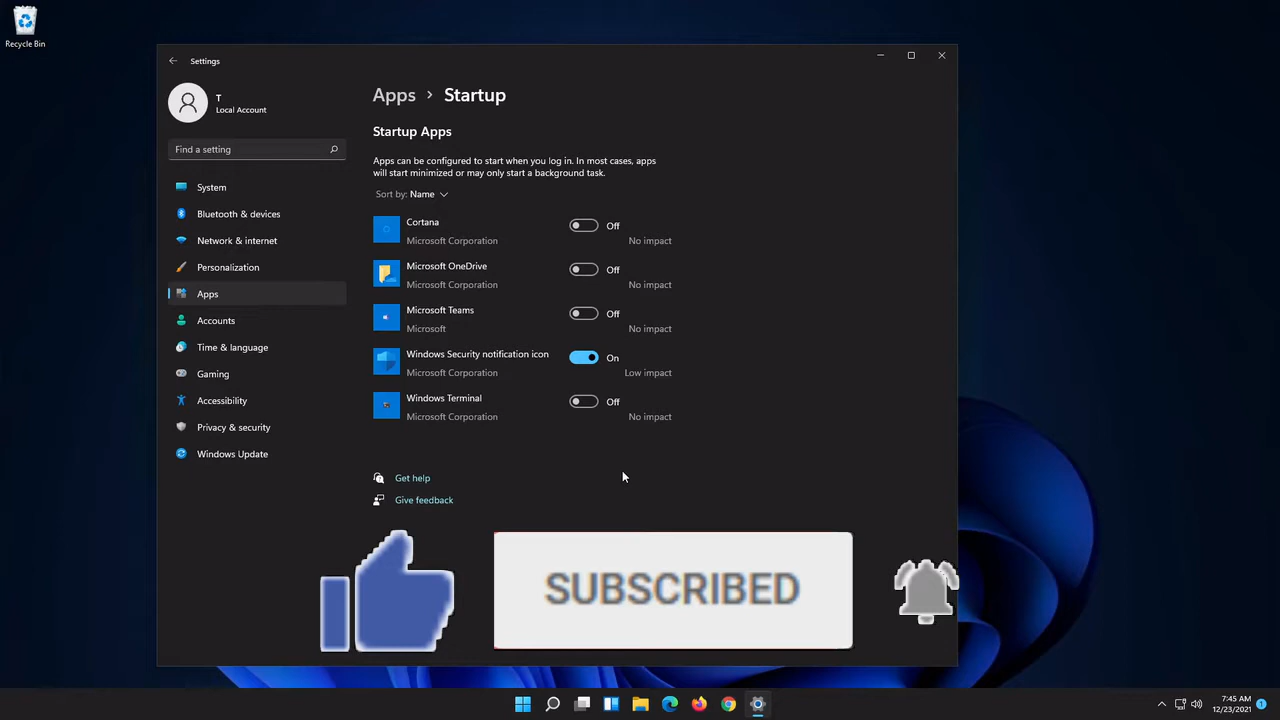 Recycle Bin
Settings
T
Local Account
Find a setting
System
Bluetooth & devices
Network & internet
Personalization
Apps
Accounts
Time & language
Gaming
Accessibility
Privacy & security
Windows Update
Apps > Startup
Startup Apps
Apps can be configured to start when you log in. In most cases, apps
will start minimized or may only start a background task.
Sort by: Name
Cortana
Off
Microsoft Corporation
No impact
Microsoft OneDrive
Off
Microsoft Corporation
No impact
Microsoft Teams
Off
Microsoft
No impact
Windows Security notification icon
On
Microsoft Corporation
Low impact
Windows Terminal
Off
Microsoft Corporation
No impact
Get help
Give feedback
SUBSCRIBED
7:45 AM
12/23/2021
1